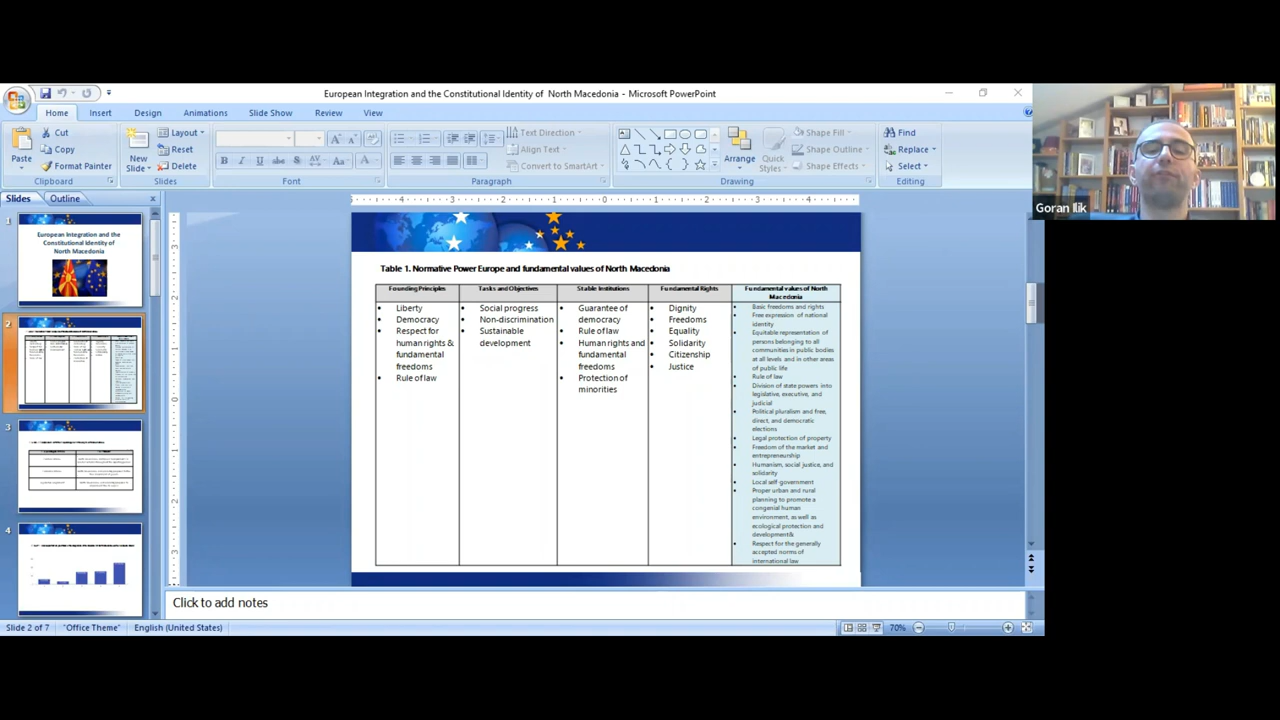 European Integration and the Constitutional Identity of North Macedonia - Microsoft PowerPoint
Home Insert Design Animations Slide Show Review View
Paste
Cut
Copy
Format Painter
Clipboard
New
Slide
Layout
Reset
Delete
Slides
Font
Text Direction
Align Text
Convert to SmartArt
Paragraph
Arrange
Quick
Styles
Shape Fill
Shape Outline
Shape Effects
Drawing
Find
Replace
Select
Editing
Goran Ilik
Slides Outline
1
European Integration and the
Constitutional Identity of
North Macedonia
2
3
4
Table 1. Normative Power Europe and fundamental values of North Macedonia
Founding Principles
• Liberty
• Democracy
• Respect for
human rights &
fundamental
freedoms
• Rule of law
Tasks and Objectives
• Social progress
• Non-discrimination
• Sustainable
development
Stable Institutions
• Guarantee of
democracy
• Rule of law
• Human rights and
fundamental
freedoms
• Protection of
minorities
Fundamental Rights
• Dignity
• Freedoms
• Equality
• Solidarity
• Citizenship
• Justice
Fundamental values of North
Macedonia
• Basic freedoms and rights
• Free expression of national
identity
• Equitable representation of
persons belonging to all
communities in public bodies
at all levels and in other areas
of public life
• Rule of law
• Division of state powers into
legislative, executive, and
judicial
• Political pluralism and free,
direct, and democratic
elections
• Legal protection of property
• Freedom of the market and
entrepreneurship
• Humanism, social justice, and
solidarity
• Local self-government
• Proper urban and rural
planning to promote a
congenial human
environment, as well as
ecological protection and
development&
• Respect for the generally
accepted norms of
international law
Click to add notes
Slide 2 of 7 "Office Theme" English (United States) 70%